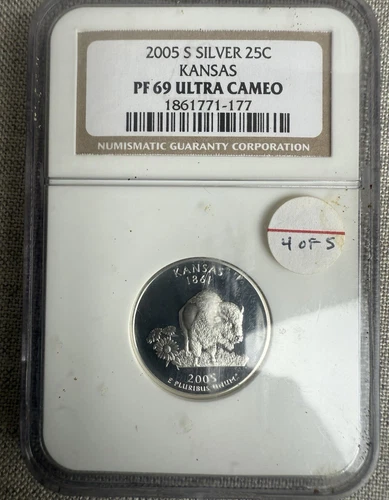 2005 S SILVER 25C
KANSAS
PF 69 ULTRA CAMEO
1861771-177
NUMISMATIC GUARANTY CORPORATION
4 OF 5
KANSAS
1861
2005
E PLURIBUS UNUM